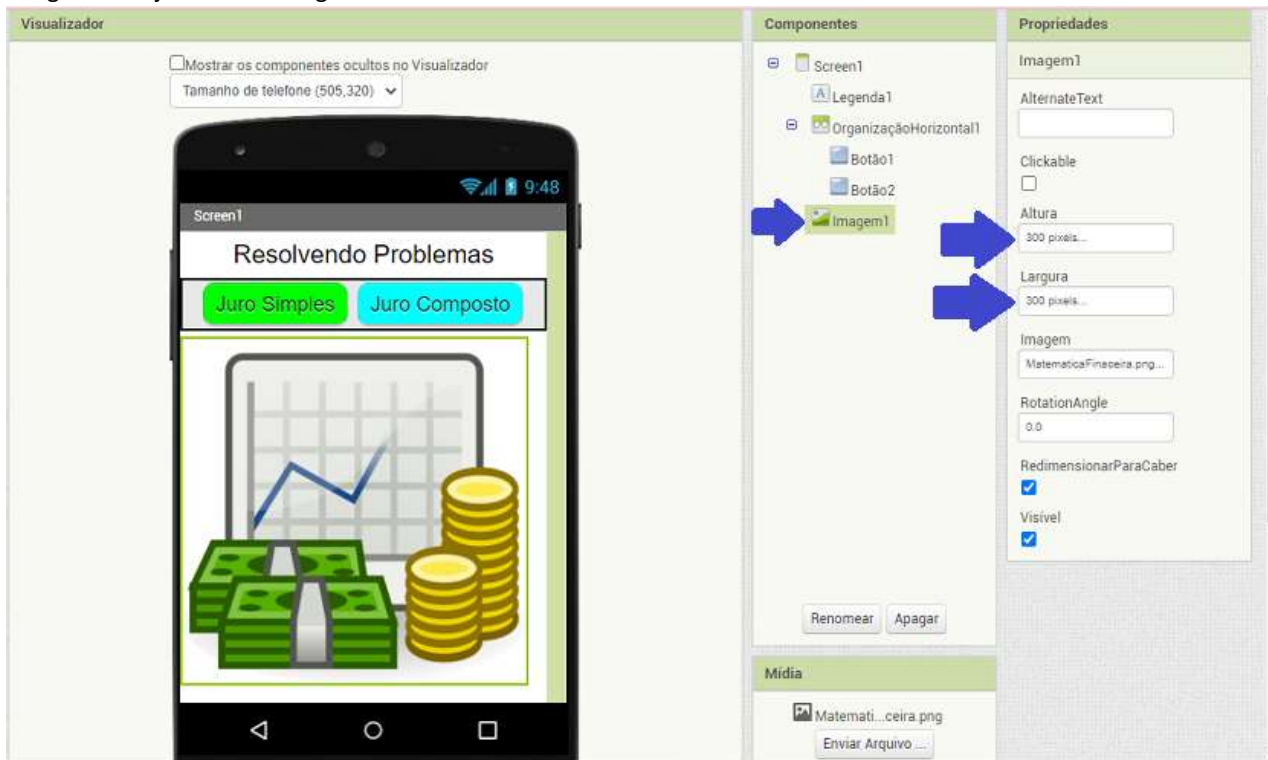 Visualizador
Mostrar os componentes ocultos no Visualizador
Tamanho de telefone (505,320)
9:48
Screen1
Resolvendo Problemas
Juro Simples
Juro Composto
Componentes
Screen1
Legenda1
OrganizaçãoHorizontal1
Botão1
Botão2
Imagem1
Renomear Apagar
Mídia
Matemati...ceira.png
Enviar Arquivo ...
Propriedades
Imagem1
AlternateText
Clickable
Altura
300 pixels...
Largura
300 pixels...
Imagem
MatematicaFinaceira.png...
RotationAngle
0.0
RedimensionarParaCaber
Visível